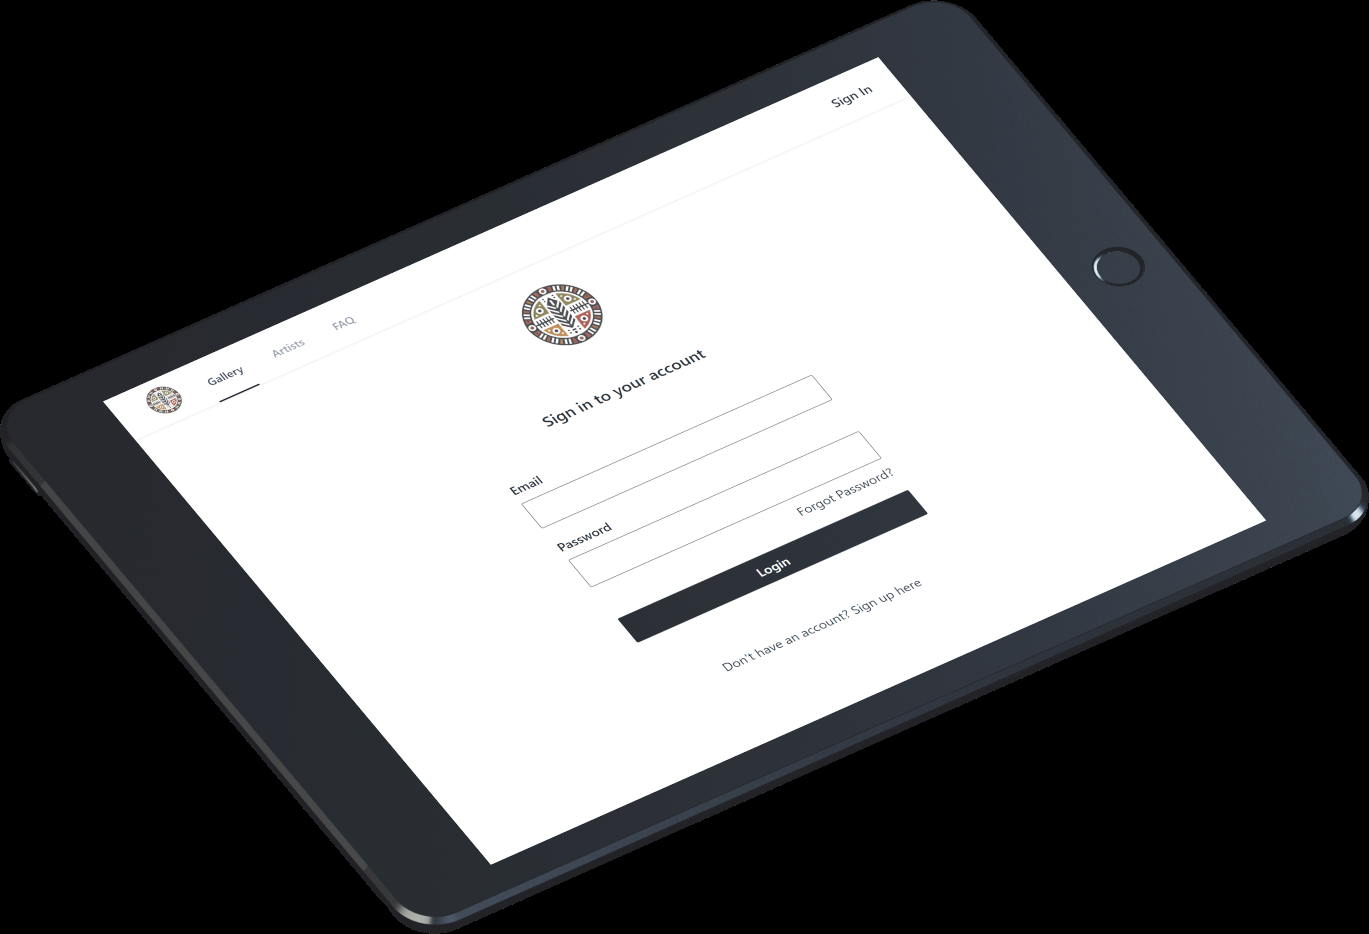 Gallery
Artists
FAQ
Sign In
Sign in to your account
Email
Password
Forgot Password?
Login
Don't have an account? Sign up here